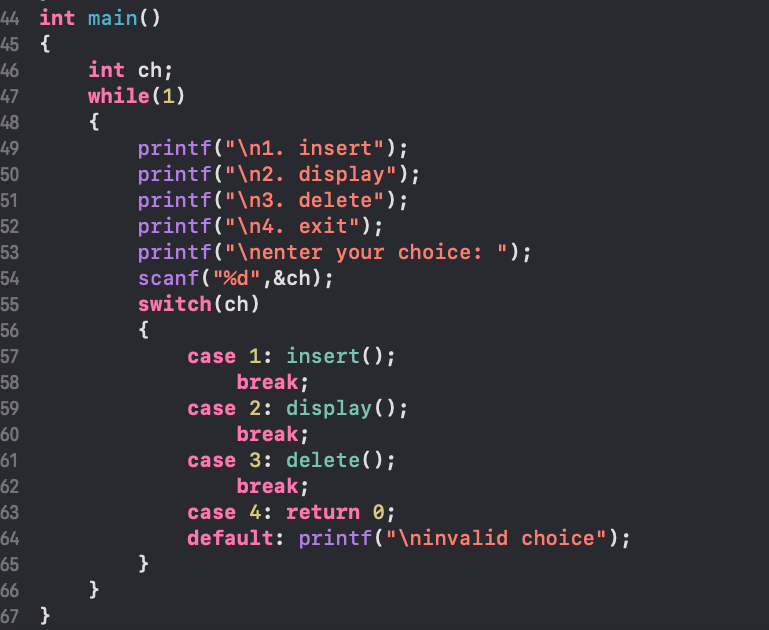 44 int main()
45 {
46     int ch;
47     while(1)
48     {
49         printf("\n1. insert");
50         printf("\n2. display");
51         printf("\n3. delete");
52         printf("\n4. exit");
53         printf("\nenter your choice: ");
54         scanf("%d",&ch);
55         switch(ch)
56         {
57             case 1: insert();
58                 break;
59             case 2: display();
60                 break;
61             case 3: delete();
62                 break;
63             case 4: return 0;
64             default: printf("\ninvalid choice");
65         }
66     }
67 }